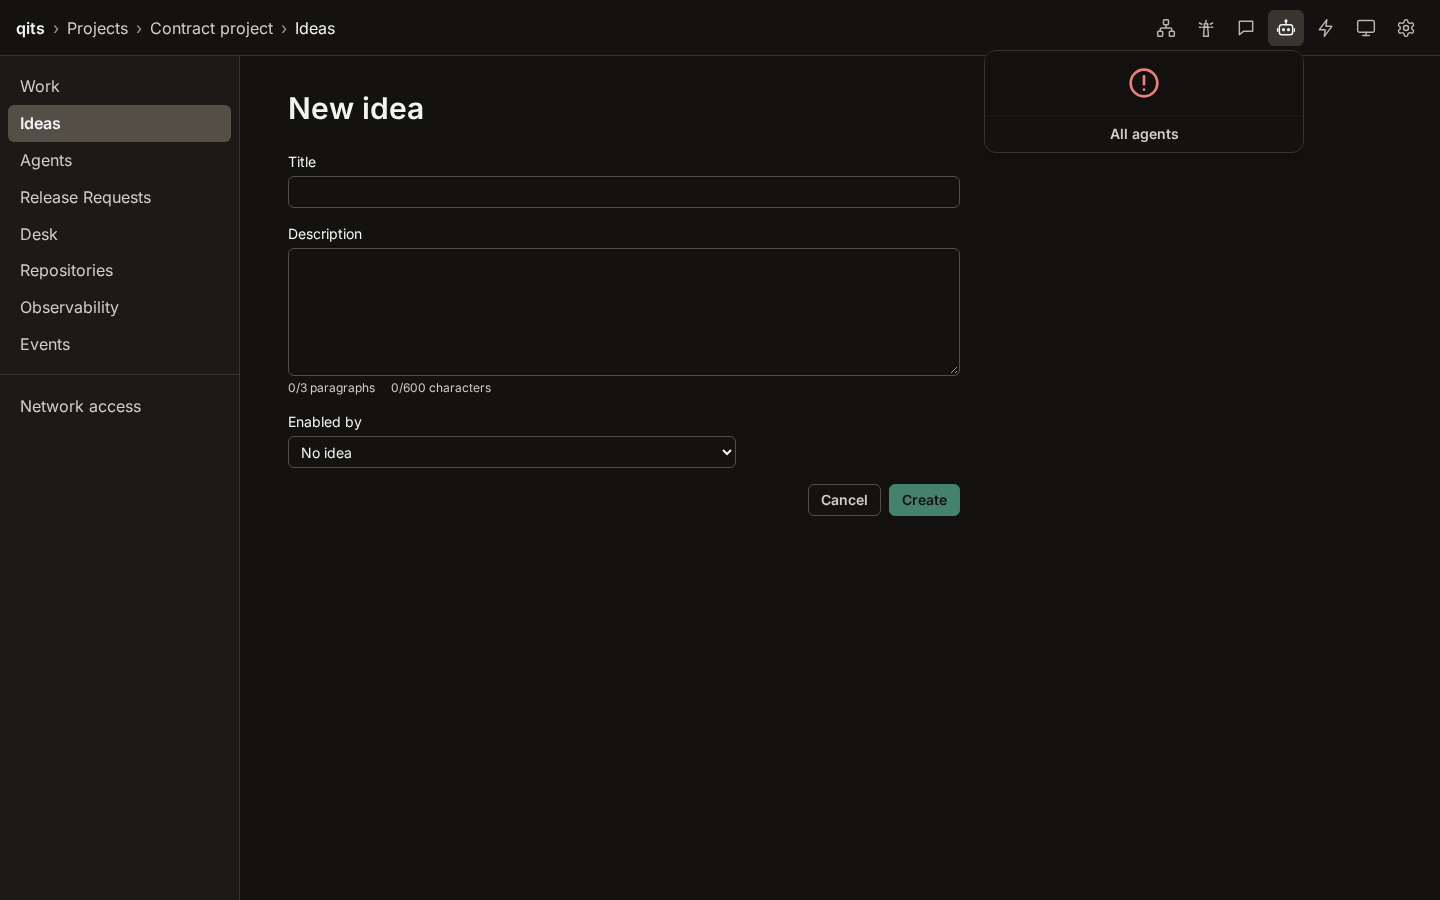 qits › Projects › Contract project › Ideas
Work
Ideas
Agents
Release Requests
Desk
Repositories
Observability
Events
Network access
All agents
New idea
Title
Description
0/3 paragraphs 0/600 characters
Enabled by
No idea
Cancel Create